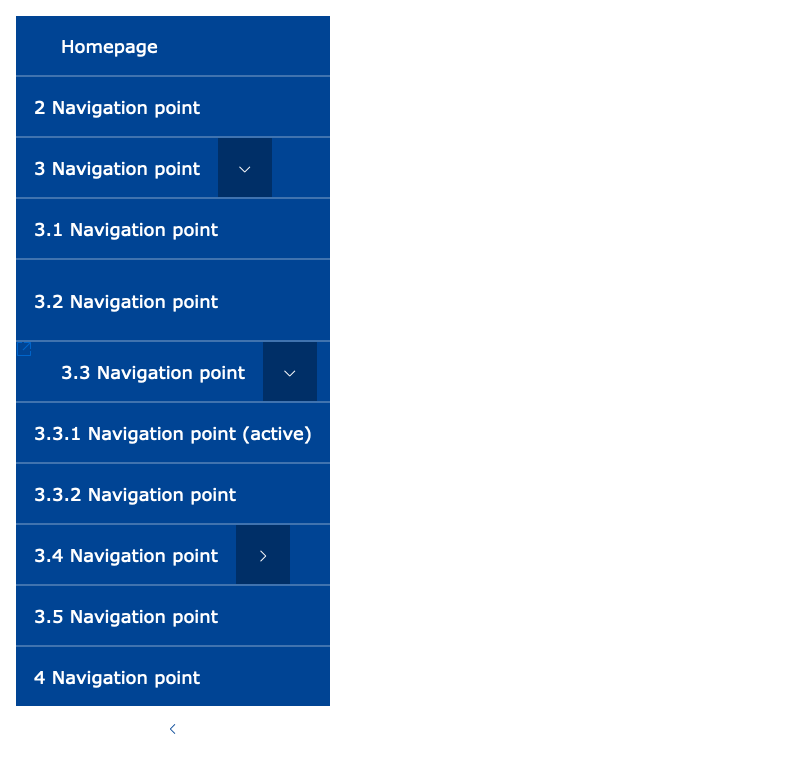 Homepage
2 Navigation point
3 Navigation point
3.1 Navigation point
3.2 Navigation point
3.3 Navigation point
3.3.1 Navigation point (active)
3.3.2 Navigation point
3.4 Navigation point
3.5 Navigation point
4 Navigation point